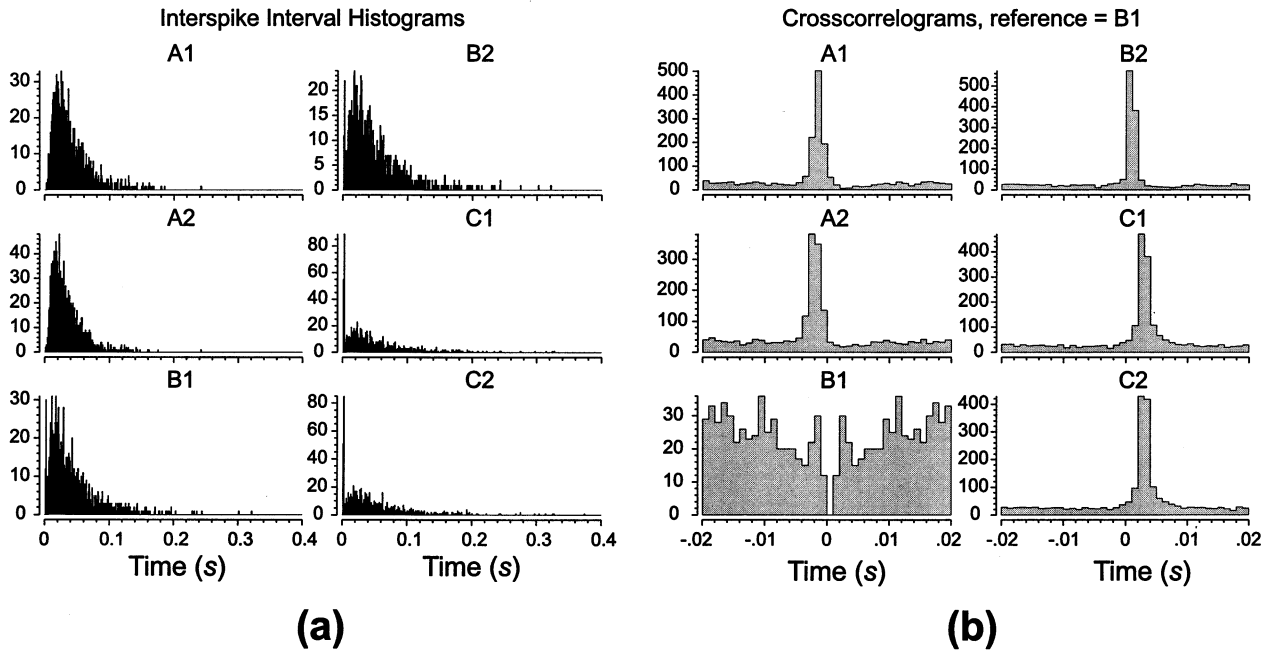 Interspike Interval Histograms
Crosscorrelograms, reference = B1
A1
B2
A1
B2
30
20
10
0
20
15
10
5
0
500
400
300
200
100
0
500
400
300
200
100
0
A2
C1
A2
C1
40
30
20
10
0
80
60
40
20
0
300
200
100
0
400
300
200
100
0
B1
C2
B1
C2
30
20
10
0
80
60
40
20
0
30
20
10
0
400
300
200
100
0
0 0.1 0.2 0.3 0.4
0 0.1 0.2 0.3 0.4
-.02 -.01 0 .01 .02
-.02 -.01 0 .01 .02
Time (s)
Time (s)
Time (s)
Time (s)
(a)
(b)